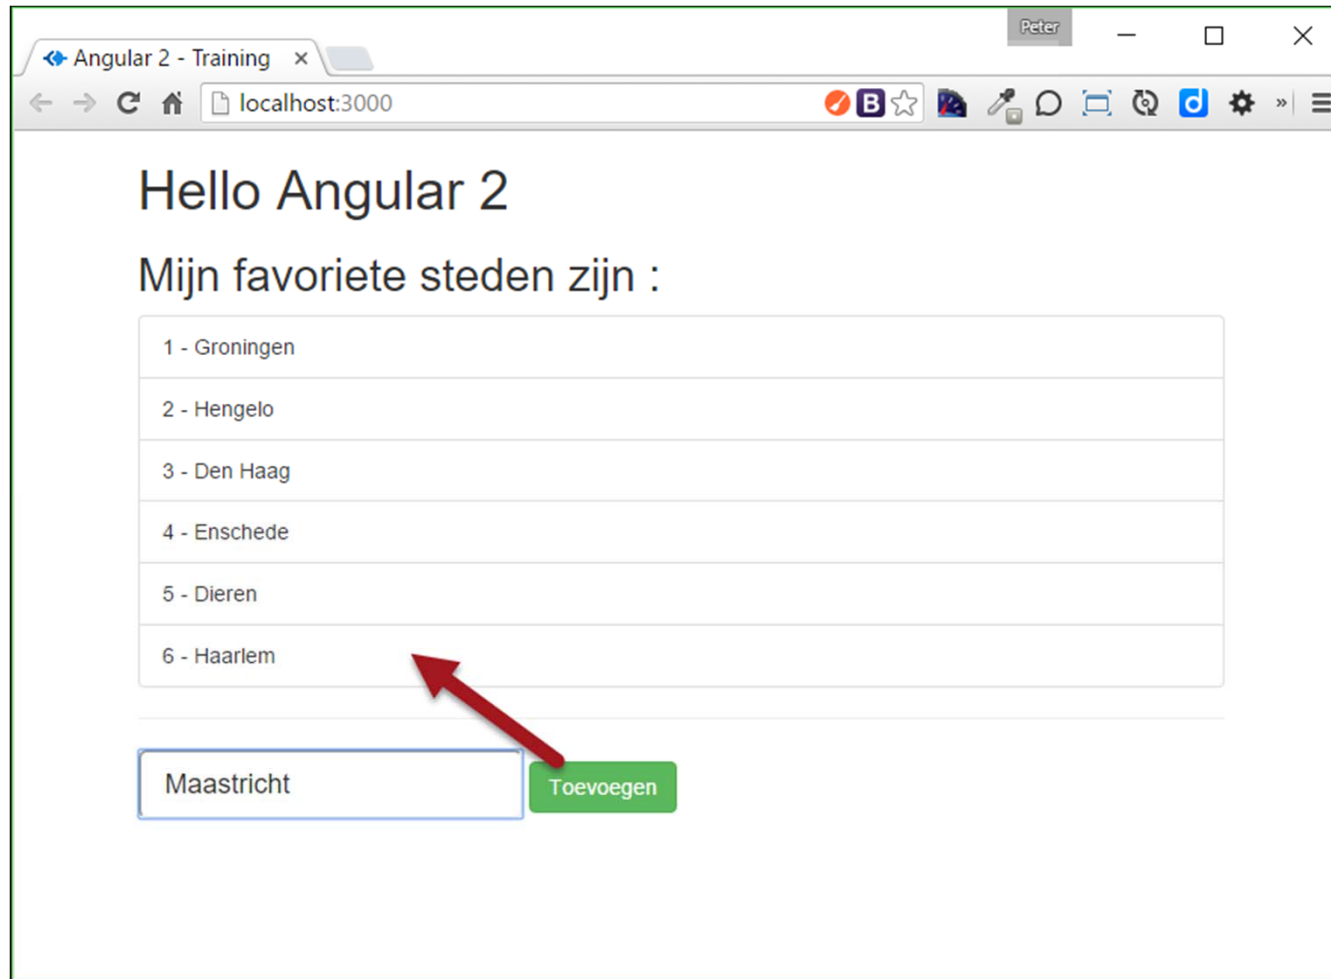 Peter
Angular 2 - Training
localhost:3000
Hello Angular 2
Mijn favoriete steden zijn :
1 - Groningen
2 - Hengelo
3 - Den Haag
4 - Enschede
5 - Dieren
6 - Haarlem
Maastricht
Toevoegen